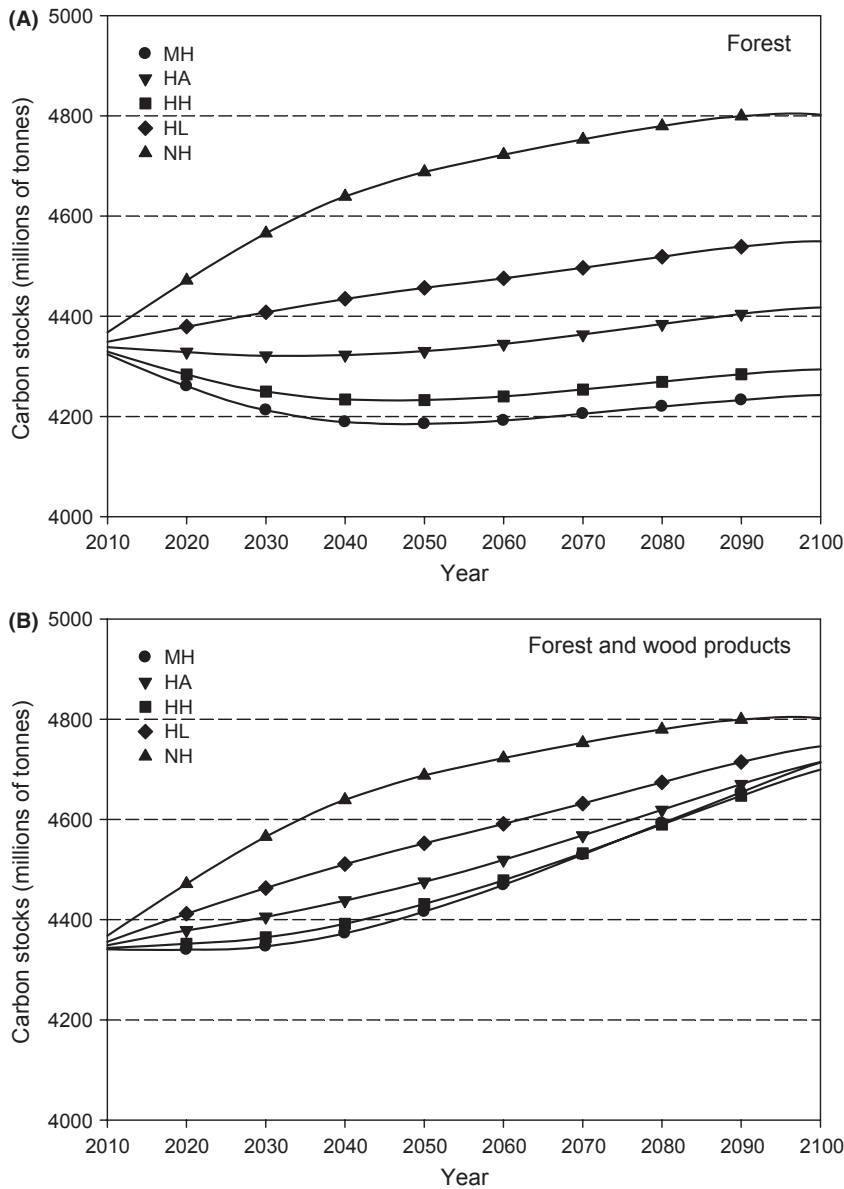 (A)
Forest
MH
HA
HH
HL
NH
Carbon stocks (millions of tonnes)
5000
4800
4600
4400
4200
4000
2010 2020 2030 2040 2050 2060 2070 2080 2090 2100
Year
(B)
Forest and wood products
MH
HA
HH
HL
NH
Carbon stocks (millions of tonnes)
5000
4800
4600
4400
4200
4000
2010 2020 2030 2040 2050 2060 2070 2080 2090 2100
Year